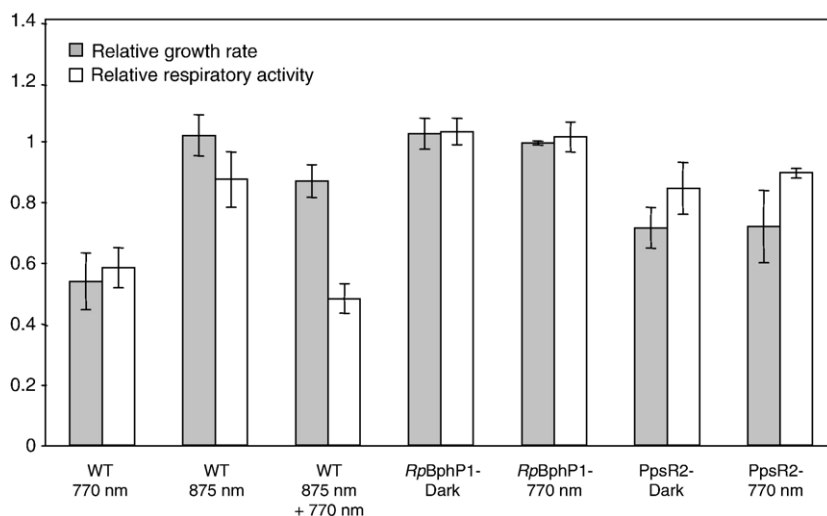 1.4
1.2
1
0.8
0.6
0.4
0.2
0
Relative growth rate
Relative respiratory activity
WT
770 nm
WT
875 nm
WT
875 nm
+ 770 nm
RpBphP1-
Dark
RpBphP1-
770 nm
PpsR2-
Dark
PpsR2-
770 nm